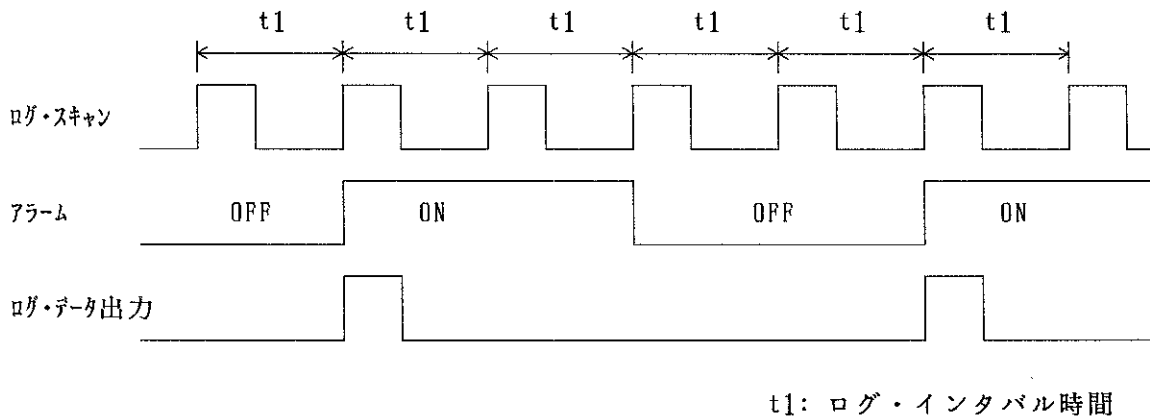 t1 t1 t1 t1 t1 t1
ログ・スキャン
アラーム OFF ON OFF ON
ログ・データ出力
t1: ログ・インタバル時間